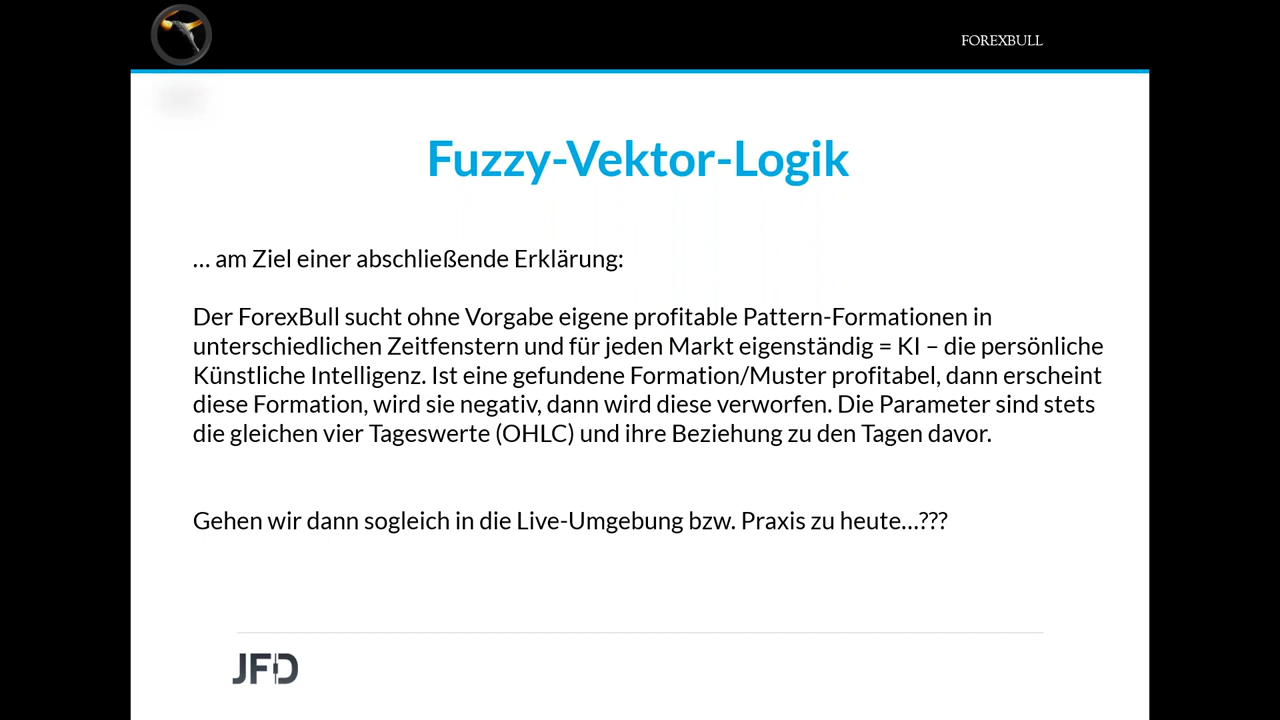 FOREXBULL
Fuzzy-Vektor-Logik
… am Ziel einer abschließende Erklärung:
Der ForexBull sucht ohne Vorgabe eigene profitable Pattern-Formationen in
unterschiedlichen Zeitfenstern und für jeden Markt eigenständig = KI – die persönliche
Künstliche Intelligenz. Ist eine gefundene Formation/Muster profitabel, dann erscheint
diese Formation, wird sie negativ, dann wird diese verworfen. Die Parameter sind stets
die gleichen vier Tageswerte (OHLC) und ihre Beziehung zu den Tagen davor.
Gehen wir dann sogleich in die Live-Umgebung bzw. Praxis zu heute…???
JFD